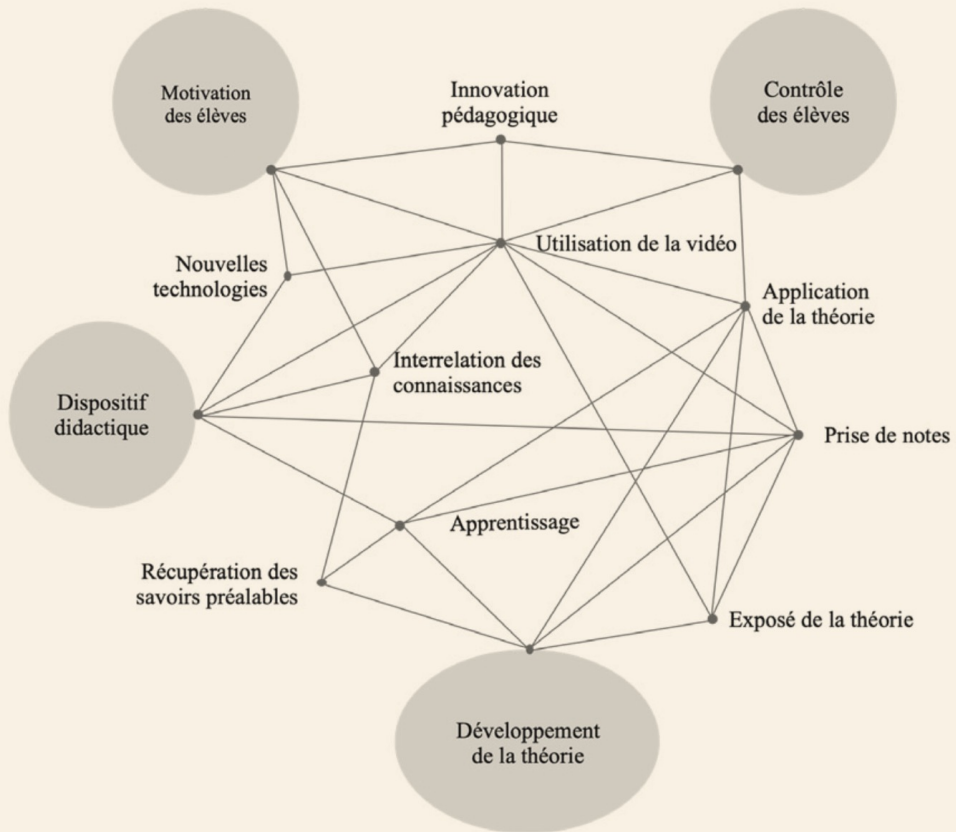 Motivation
des élèves
Innovation
pédagogique
Contrôle
des élèves
Utilisation de la vidéo
Nouvelles
technologies
Application
de la théorie
Interrelation des
connaissances
Dispositif
didactique
Prise de notes
Apprentissage
Récupération des
savoirs préalables
Exposé de la théorie
Développement
de la théorie